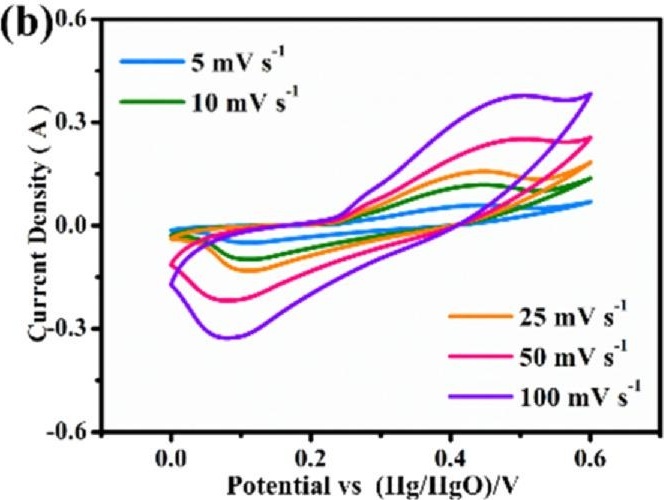 (b)
0.6
5 mV s⁻¹
10 mV s⁻¹
0.3
0.0
-0.3
-0.6
Current Density ( A )
25 mV s⁻¹
50 mV s⁻¹
100 mV s⁻¹
0.0 0.2 0.4 0.6
Potential vs (Hg/HgO)/V